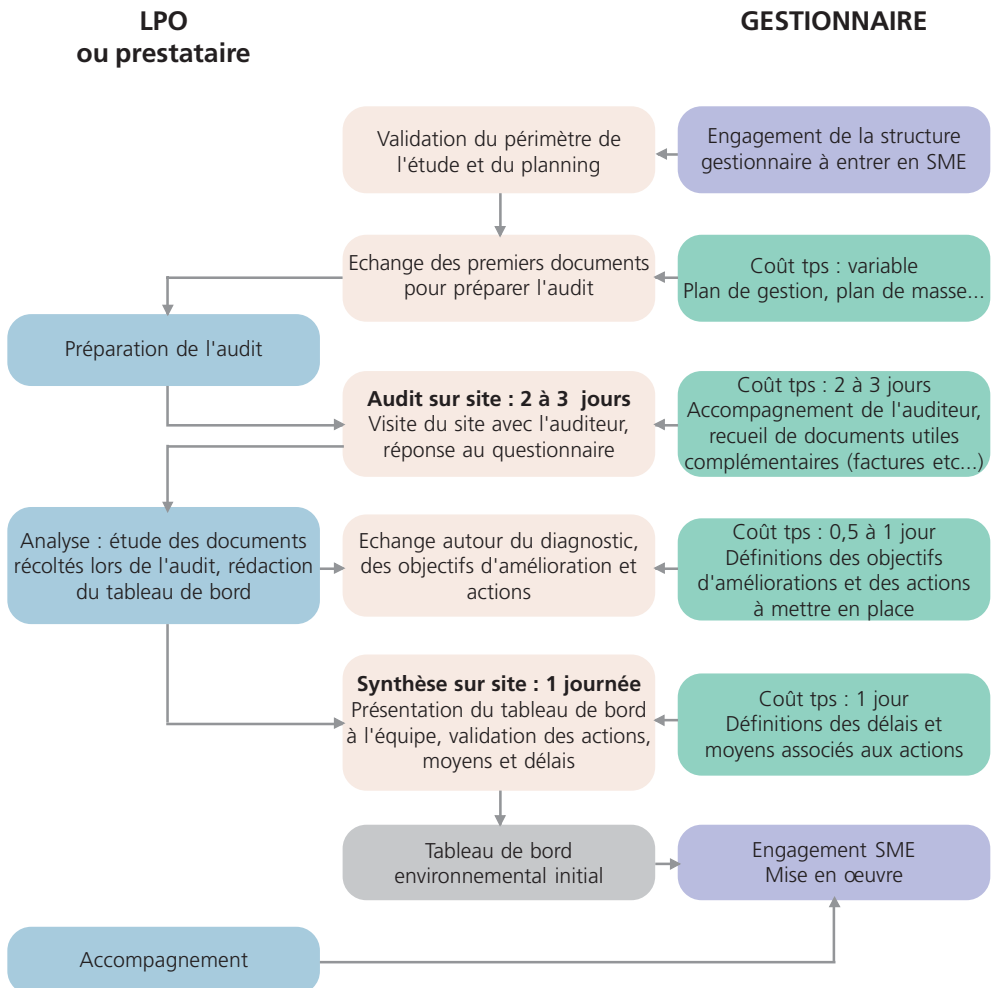 LPO
ou prestataire
GESTIONNAIRE
Validation du périmètre de
l'étude et du planning
Engagement de la structure
gestionnaire à entrer en SME
Echange des premiers documents
pour préparer l'audit
Coût tps : variable
Plan de gestion, plan de masse...
Préparation de l'audit
Audit sur site : 2 à 3 jours
Visite du site avec l'auditeur,
réponse au questionnaire
Coût tps : 2 à 3 jours
Accompagnement de l'auditeur,
recueil de documents utiles
complémentaires (factures etc...)
Analyse : étude des documents
récoltés lors de l'audit, rédaction
du tableau de bord
Echange autour du diagnostic,
des objectifs d'amélioration et
actions
Coût tps : 0,5 à 1 jour
Définitions des objectifs
d'améliorations et des actions
à mettre en place
Synthèse sur site : 1 journée
Présentation du tableau de bord
à l'équipe, validation des actions,
moyens et délais
Coût tps : 1 jour
Définitions des délais et
moyens associés aux actions
Tableau de bord
environnemental initial
Engagement SME
Mise en œuvre
Accompagnement